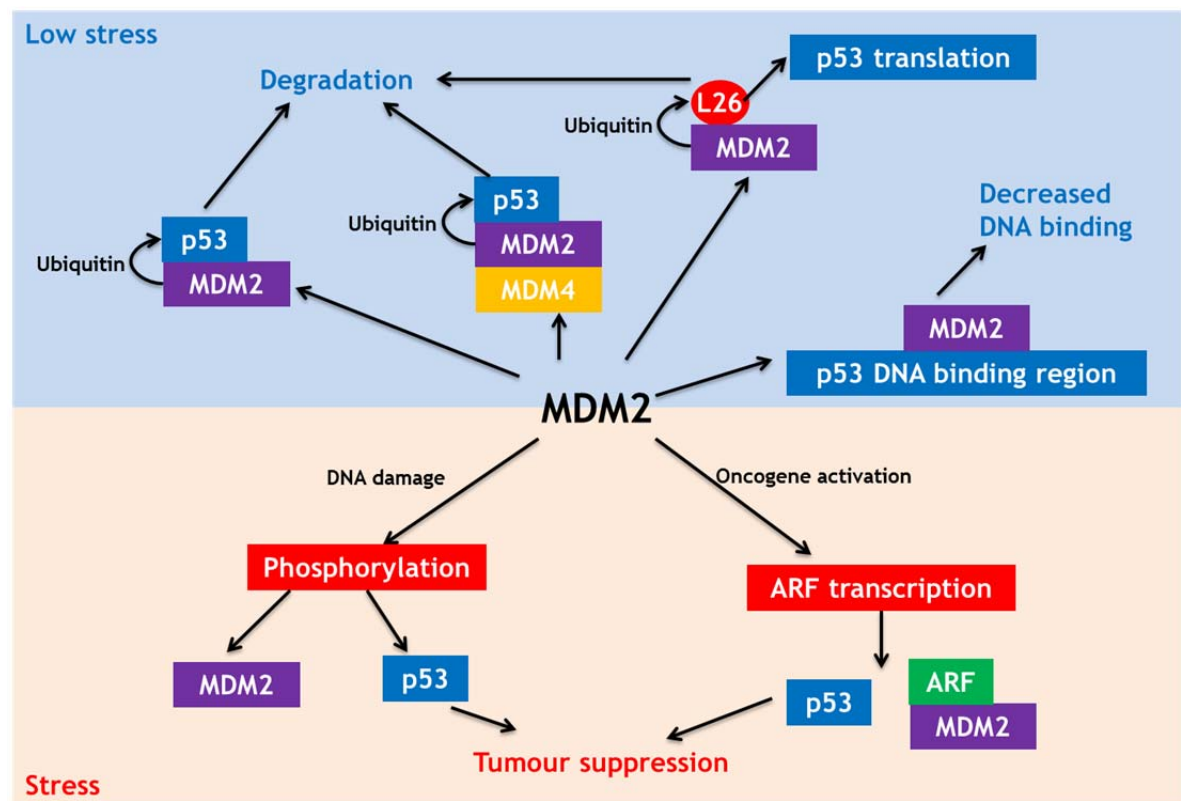 Low stress
p53 translation
Degradation
L26
Ubiquitin
MDM2
Decreased
DNA binding
p53
Ubiquitin
MDM2
MDM4
p53
Ubiquitin
MDM2
MDM2
p53 DNA binding region
MDM2
DNA damage
Oncogene activation
Phosphorylation
ARF transcription
MDM2
p53
p53
ARF
MDM2
Tumour suppression
Stress